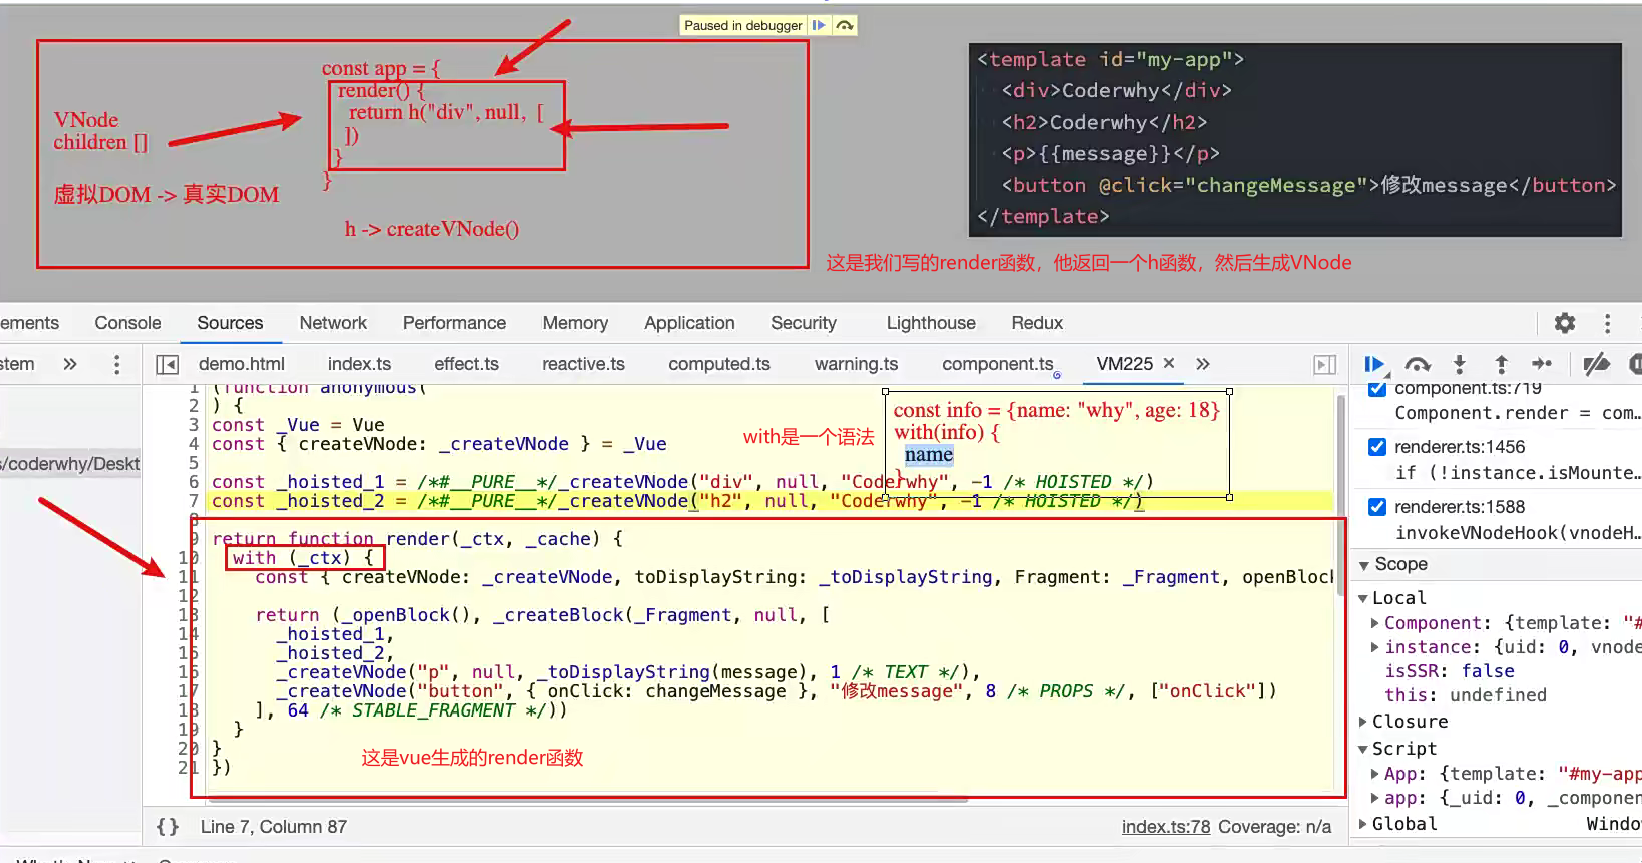 Paused in debugger
const app = {
render() {
return h("div", null, [
])
}
}
VNode
children []
虚拟DOM -> 真实DOM
h -> createVNode()
<template id="my-app">
<div>Coderwhy</div>
<h2>Coderwhy</h2>
<p>{{message}}</p>
<button @click="changeMessage">修改message</button>
</template>
这是我们写的render函数，他返回一个h函数，然后生成VNode
ements Console Sources Network Performance Memory Application Security Lighthouse Redux
stem » demo.html index.ts effect.ts reactive.ts computed.ts warning.ts component.ts VM225 × »
s/coderwhy/Deskt
1 (function anonymous(
2 ) {
3 const _Vue = Vue
4 const { createVNode: _createVNode } = _Vue
5
6 const _hoisted_1 = /*#__PURE__*/_createVNode("div", null, "Coderwhy", -1 /* HOISTED */)
7 const _hoisted_2 = /*#__PURE__*/_createVNode("h2", null, "Coderwhy", -1 /* HOISTED */)
8
9 return function render(_ctx, _cache) {
10 with (_ctx) {
11 const { createVNode: _createVNode, toDisplayString: _toDisplayString, Fragment: _Fragment, openBlock
12
13 return (_openBlock(), _createBlock(_Fragment, null, [
14 _hoisted_1,
15 _hoisted_2,
16 _createVNode("p", null, _toDisplayString(message), 1 /* TEXT */),
17 _createVNode("button", { onClick: changeMessage }, "修改message", 8 /* PROPS */, ["onClick"])
18 ], 64 /* STABLE_FRAGMENT */))
19 }
20 }
21 })
with是一个语法
const info = {name: "why", age: 18}
with(info) {
name
}
这是vue生成的render函数
{} Line 7, Column 87
index.ts:78 Coverage: n/a
component.ts:719
Component.render = com…
renderer.ts:1456
if (!instance.isMounte…
renderer.ts:1588
invokeVNodeHook(vnodeH…
Scope
Local
Component: {template: "#
instance: {uid: 0, vnode
isSSR: false
this: undefined
Closure
Script
App: {template: "#my-app
app: {_uid: 0, _componen
Global Windo